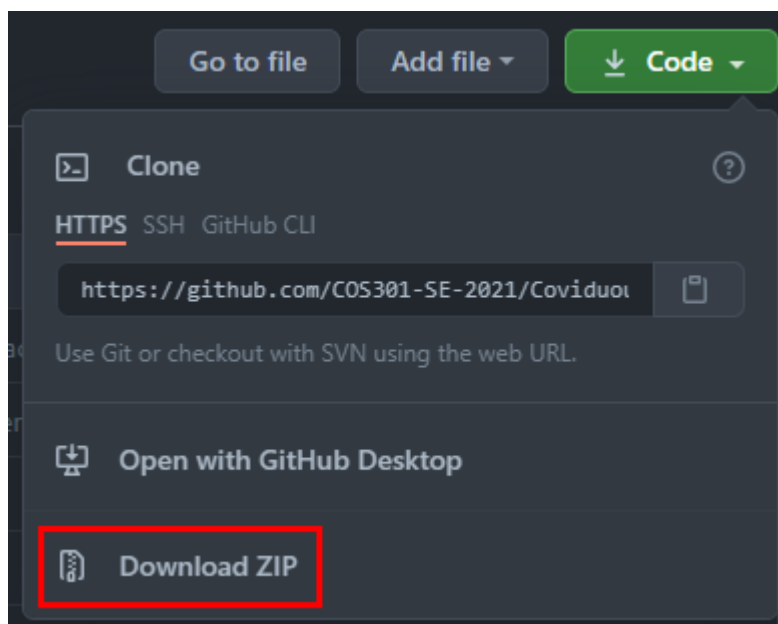 Go to file
Add file
Code
Clone
HTTPS SSH GitHub CLI
https://github.com/COS301-SE-2021/Coviduou
Use Git or checkout with SVN using the web URL.
Open with GitHub Desktop
Download ZIP